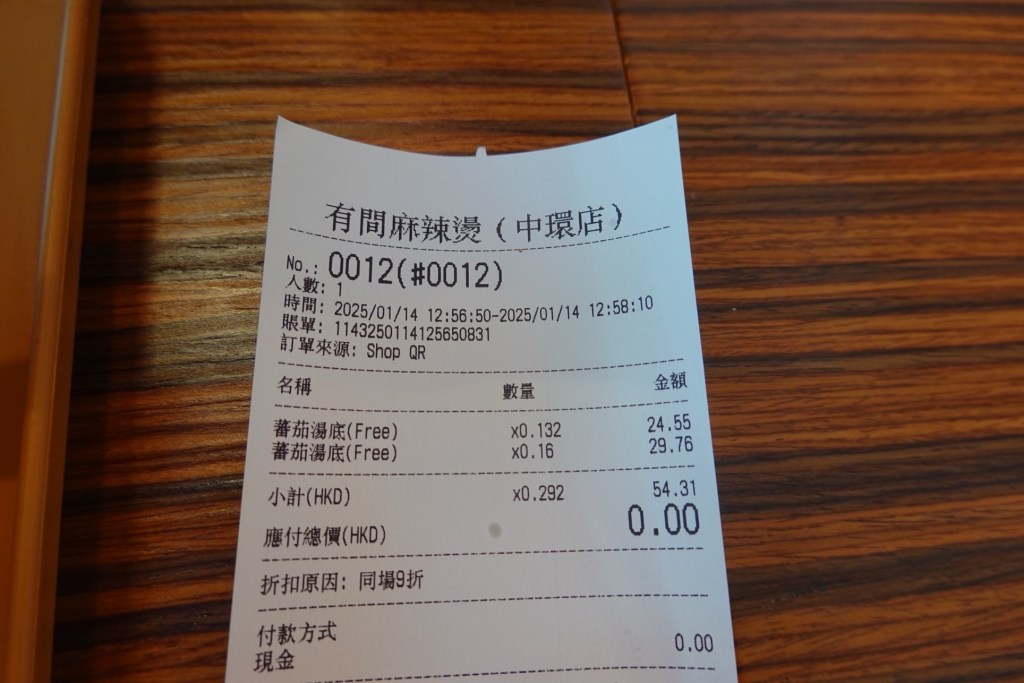 有間麻辣燙(中環店)
No.: 0012(#0012)
人數: 1
時間: 2025/01/14 12:56:50-2025/01/14 12:58:10
賬單: 1143250114125650831
訂單來源: Shop QR
名稱 數量 金額
蕃茄湯底(Free) x0.132 24.55
蕃茄湯底(Free) x0.16 29.76
小計(HKD) x0.292 54.31
應付總價(HKD) 0.00
折扣原因: 同場9折
付款方式
現金 0.00